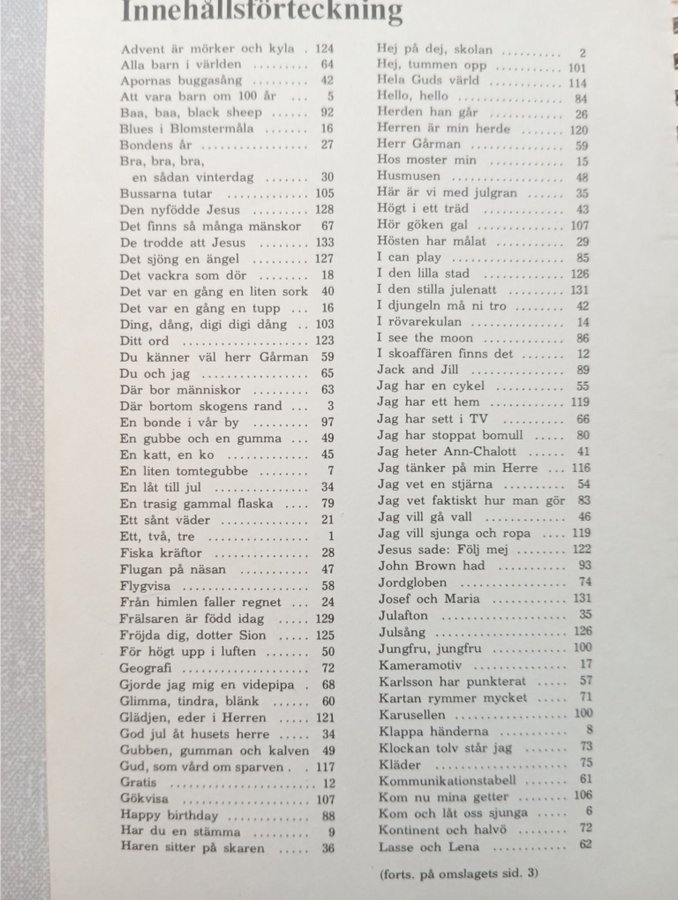 Innehållsförteckning
Advent är mörker och kyla . 124
Alla barn i världen ........ 64
Apornas buggasång ......... 42
Att vara barn om 100 år ... 5
Baa, baa, black sheep ...... 92
Blues i Blomstermåla ....... 16
Bondens år ................. 27
Bra, bra, bra,
en sådan vinterdag ....... 30
Bussarna tutar ............. 105
Den nyfödde Jesus ......... 128
Det finns så många mänskor 67
De trodde att Jesus ........ 133
Det sjöng en ängel ......... 127
Det vackra som dör ........ 18
Det var en gång en liten sork 40
Det var en gång en tupp ... 16
Ding, dång, digi digi dång .. 103
Ditt ord .................... 123
Du känner väl herr Gårman 59
Du och jag ................. 65
Där bor människor ......... 63
Där bortom skogens rand ... 3
En bonde i vår by .......... 97
En gubbe och en gumma ... 49
En katt, en ko ............. 45
En liten tomtegubbe ....... 7
En låt till jul .............. 34
En trasig gammal flaska .... 79
Ett sånt väder .............. 21
Ett, två, tre ................ 1
Fiska kräftor ............... 28
Flugan på näsan ............ 47
Flygvisa .................... 58
Från himlen faller regnet ... 24
Frälsaren är född idag ..... 129
Fröjda dig, dotter Sion ..... 125
För högt upp i luften ....... 50
Geografi .................... 72
Gjorde jag mig en videpipa . 68
Glimma, tindra, blänk ...... 60
Glädjen, eder i Herren ..... 121
God jul åt husets herre ..... 34
Gubben, gumman och kalven 49
Gud, som vård om sparven . . 117
Gratis ...................... 12
Gökvisa .................... 107
Happy birthday ............. 88
Har du en stämma .......... 9
Haren sitter på skaren ..... 36
Hej på dej, skolan .......... 2
Hej, tummen opp ........... 101
Hela Guds värld ............ 114
Hello, hello ................ 84
Herden han går ............. 26
Herren är min herde ....... 120
Herr Gårman ............... 59
Hos moster min ............ 15
Husmusen .................. 48
Här är vi med julgran ...... 35
Högt i ett träd ............ 43
Hör göken gal .............. 107
Hösten har målat ........... 29
I can play .................. 85
I den lilla stad ............. 126
I den stilla julenatt ......... 131
I djungeln må ni tro ........ 42
I rövarekulan ............... 14
I see the moon ............. 86
I skoaffären finns det ....... 12
Jack and Jill ................ 89
Jag har en cykel ............ 55
Jag har ett hem ............ 119
Jag har sett i TV .......... 66
Jag har stoppat bomull ..... 80
Jag heter Ann-Chalott ...... 41
Jag tänker på min Herre ... 116
Jag vet en stjärna .......... 54
Jag vet faktiskt hur man gör 83
Jag vill gå vall ............. 46
Jag vill sjunga och ropa .... 119
Jesus sade: Följ mej ........ 122
John Brown had ............ 93
Jordgloben .................. 74
Josef och Maria ............. 131
Julafton .................... 35
Julsång ..................... 126
Jungfru, jungfru ............ 100
Kameramotiv ............... 17
Karlsson har punkterat ..... 57
Kartan rymmer mycket ..... 71
Karusellen .................. 100
Klappa händerna ........... 8
Klockan tolv står jag ....... 73
Kläder ...................... 75
Kommunikationstabell ....... 61
Kom nu mina getter ........ 106
Kom och låt oss sjunga ..... 6
Kontinent och halvö ........ 72
Lasse och Lena ............. 62
(forts. på omslagets sid. 3)